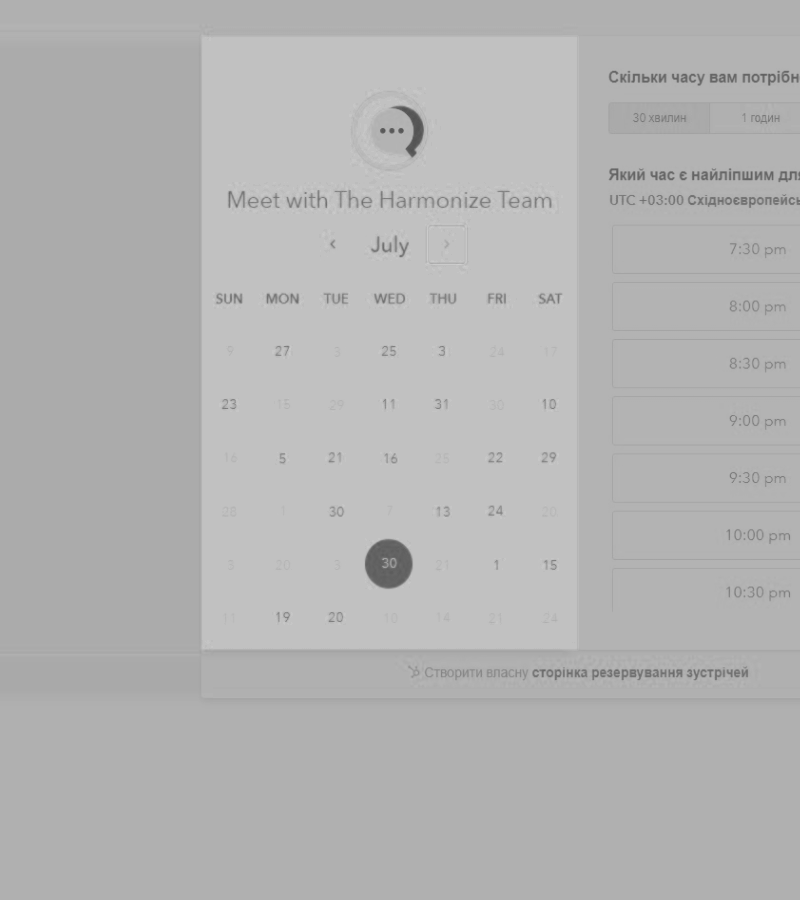 Meet with The Harmonize Team
‹ July ›
SUN MON TUE WED THU FRI SAT
9 27 3 25 3 24 17
23 15 29 11 31 30 10
16 5 21 16 25 22 29
28 1 30 7 13 24 20
3 20 5 30 21 1 15
11 19 20 10 14 21 24
Скільки часу вам потрібн
30 хвилин 1 годин
Який час є найліпшим для
UTC +03:00 Східноєвропейсь
7:30 pm
8:00 pm
8:30 pm
9:00 pm
9:30 pm
10:00 pm
10:30 pm
Створити власну сторінка резервування зустрічей